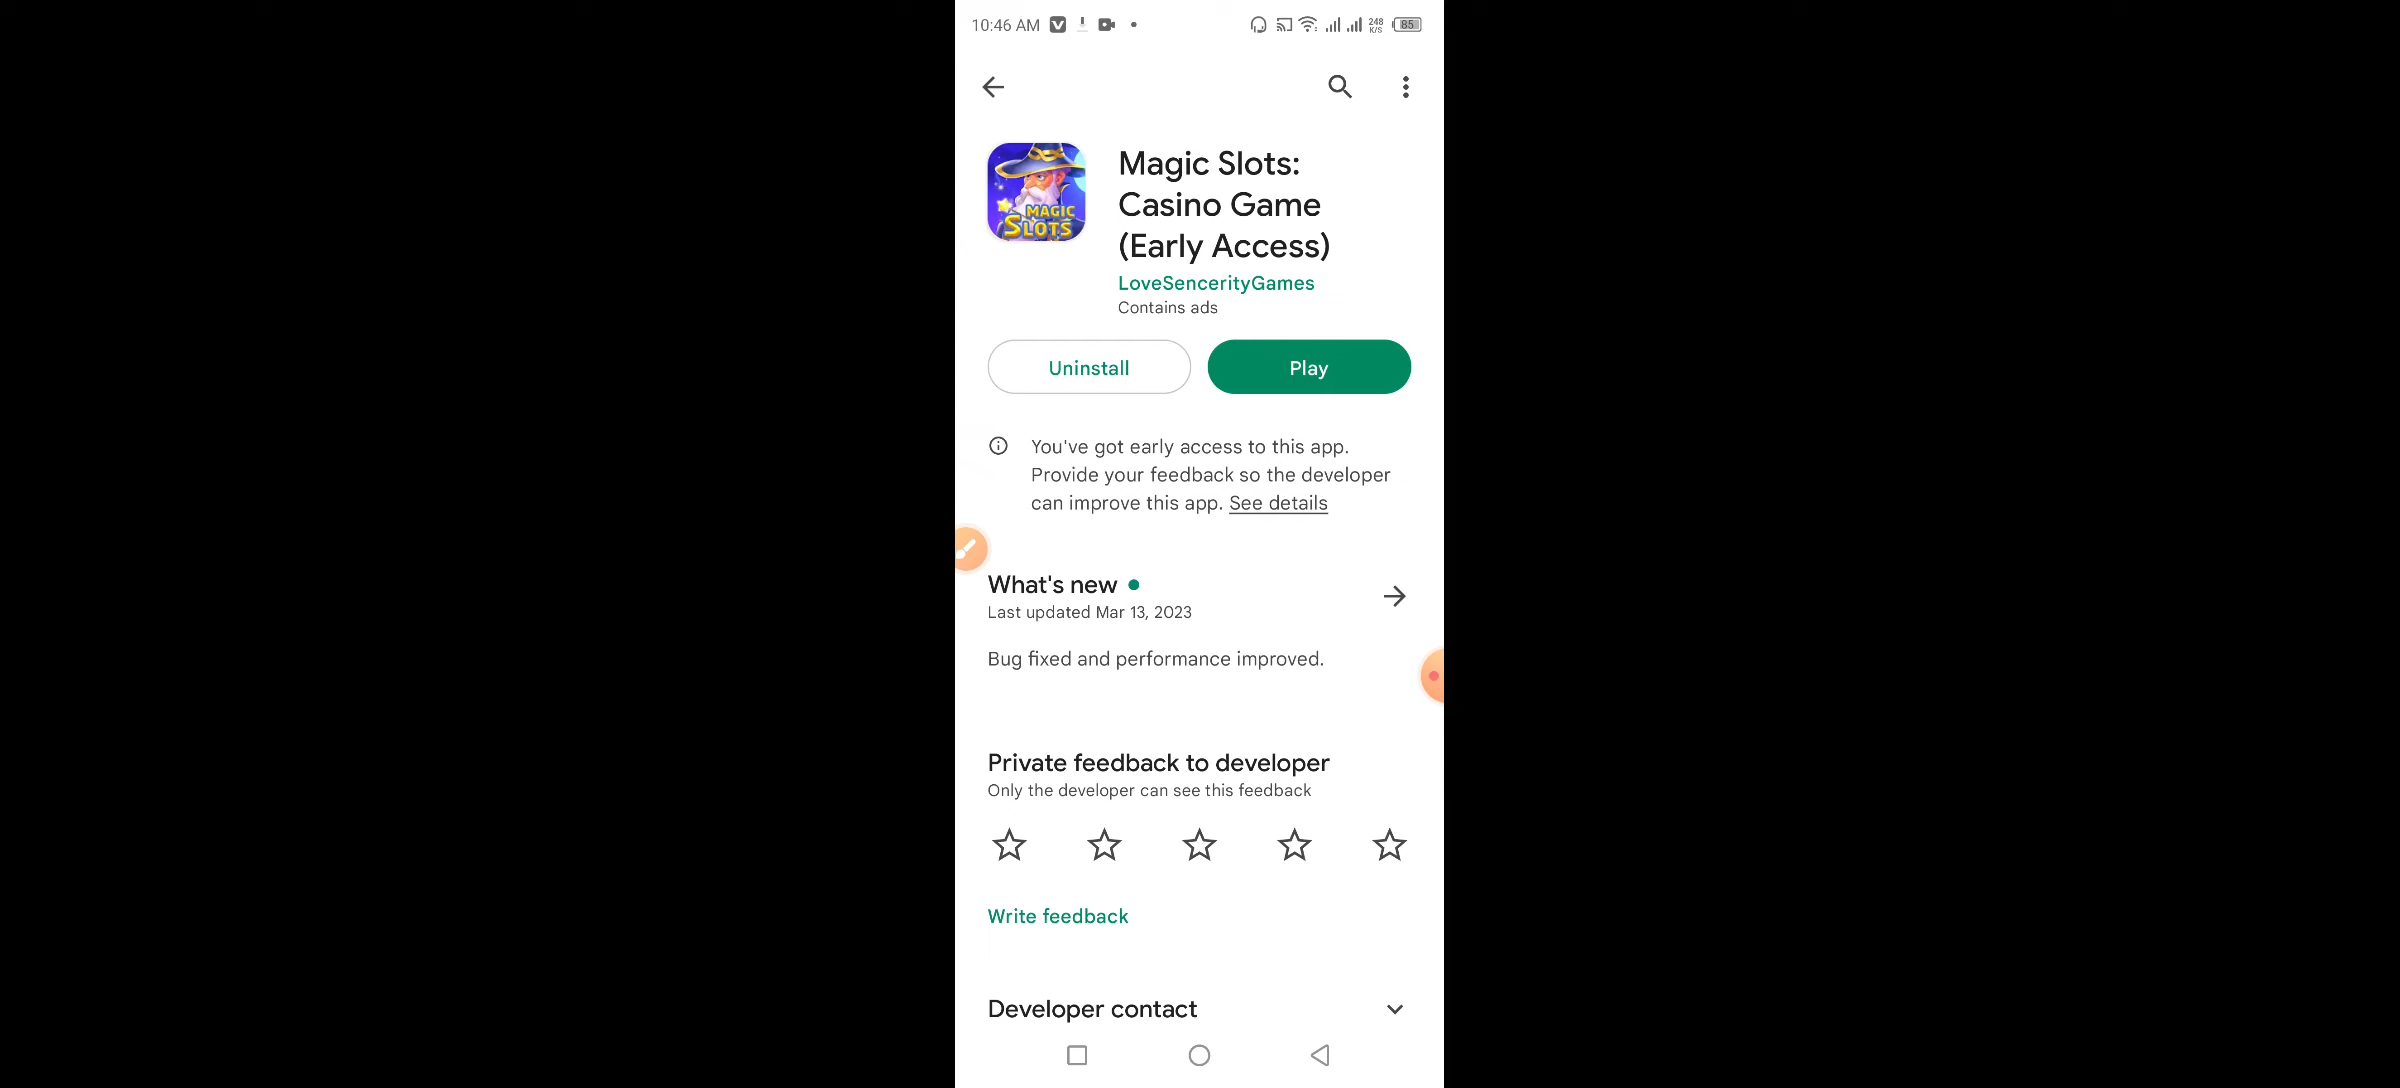 10:46 AM
248
K/S
85
Magic Slots:
Casino Game
(Early Access)
MAGIC
SLOTS
LoveSencerityGames
Contains ads
Uninstall
Play
You've got early access to this app.
Provide your feedback so the developer
can improve this app. See details
What's new
Last updated Mar 13, 2023
Bug fixed and performance improved.
Private feedback to developer
Only the developer can see this feedback
Write feedback
Developer contact